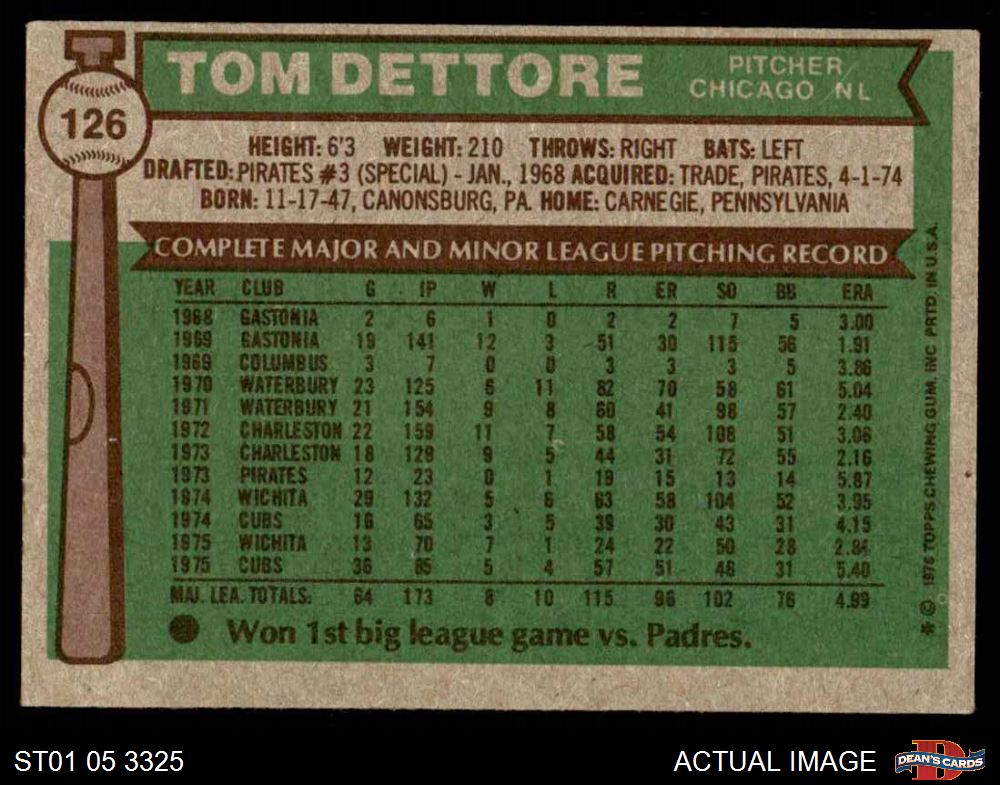 TOM DETTORE
PITCHER
CHICAGO NL
126
HEIGHT: 6'3 WEIGHT: 210 THROWS: RIGHT BATS: LEFT
DRAFTED: PIRATES #3 (SPECIAL) - JAN., 1968 ACQUIRED: TRADE, PIRATES, 4-1-74
BORN: 11-17-47, CANONSBURG, PA. HOME: CARNEGIE, PENNSYLVANIA
COMPLETE MAJOR AND MINOR LEAGUE PITCHING RECORD
YEAR CLUB G IP W L R ER SO BB ERA
1968 GASTONIA 2 6 1 0 2 2 7 5 3.00
1969 GASTONIA 19 141 12 3 51 30 115 56 1.91
1969 COLUMBUS 3 7 0 0 3 3 3 5 3.86
1970 WATERBURY 23 125 6 11 82 70 58 61 5.04
1971 WATERBURY 21 154 9 8 60 41 98 57 2.40
1972 CHARLESTON 22 159 11 7 58 54 108 51 3.06
1973 CHARLESTON 18 129 9 5 44 31 72 55 2.16
1973 PIRATES 12 23 0 1 19 15 13 14 5.87
1974 WICHITA 29 132 5 6 63 58 104 52 3.95
1974 CUBS 16 65 3 5 39 30 43 31 4.15
1975 WICHITA 13 70 7 1 24 22 50 28 2.84
1975 CUBS 36 85 5 4 57 51 46 31 5.40
MAJ. LEA. TOTALS: 64 173 8 10 115 96 102 76 4.99
Won 1st big league game vs. Padres.
* © 1976 TOPPS CHEWING GUM, INC. PRTD. IN U.S.A.
ST01 05 3325
ACTUAL IMAGE
D
DEAN'S CARDS